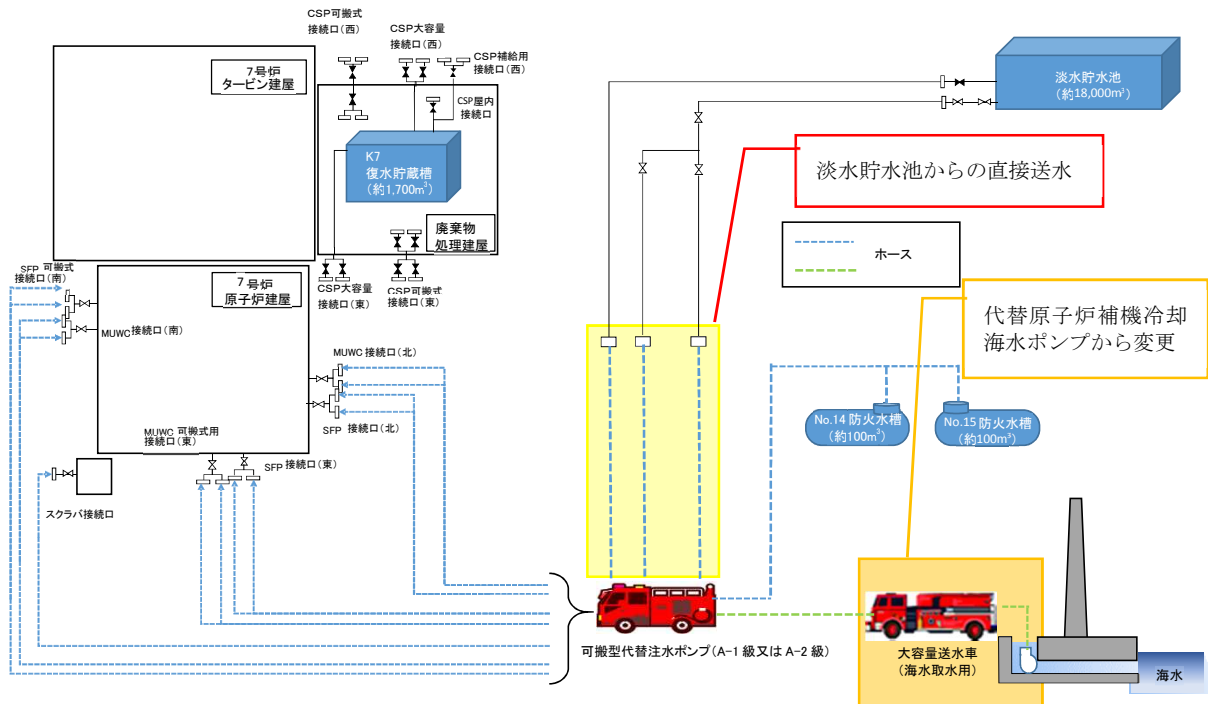 CSP可搬式
接続口(西)
CSP大容量
接続口(西)
CSP補給用
接続口(西)
7号炉
タービン建屋
CSP屋内
接続口
K7
復水貯蔵槽
(約1,700m³)
廃棄物
処理建屋
CSP大容量
接続口(東)
CSP可搬式
接続口(東)
淡水貯水池
(約18,000m³)
淡水貯水池からの直接送水
ホース
代替原子炉補機冷却
海水ポンプから変更
SFP 可搬式
接続口(南)
7号炉
原子炉建屋
MUWC 接続口(南)
MUWC 接続口(北)
SFP 接続口(北)
MUWC 可搬式用
接続口(東)
SFP 接続口(東)
スクラバ接続口
No.14 防火水槽
(約100m³)
No.15 防火水槽
(約100m³)
可搬型代替注水ポンプ(A-1 級又は A-2 級)
大容量送水車
(海水取水用)
海水